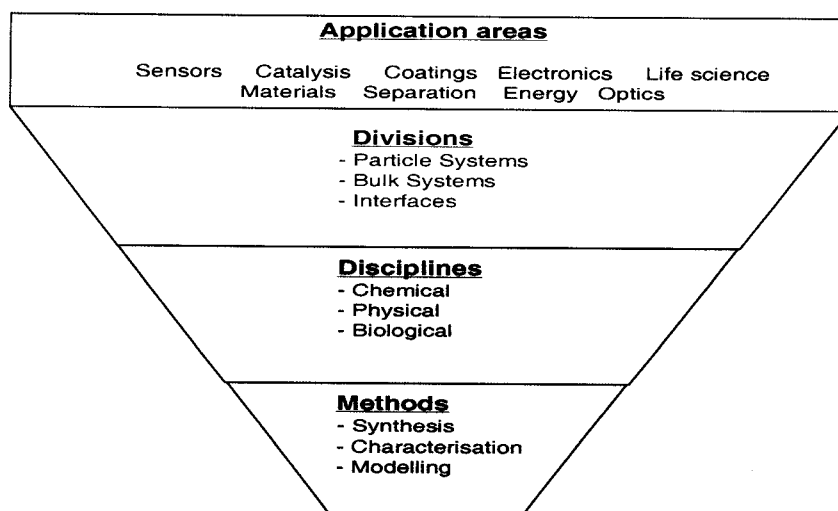 Application areas
Sensors Catalysis Coatings Electronics Life science
Materials Separation Energy Optics
Divisions
- Particle Systems
- Bulk Systems
- Interfaces
Disciplines
- Chemical
- Physical
- Biological
Methods
- Synthesis
- Characterisation
- Modelling